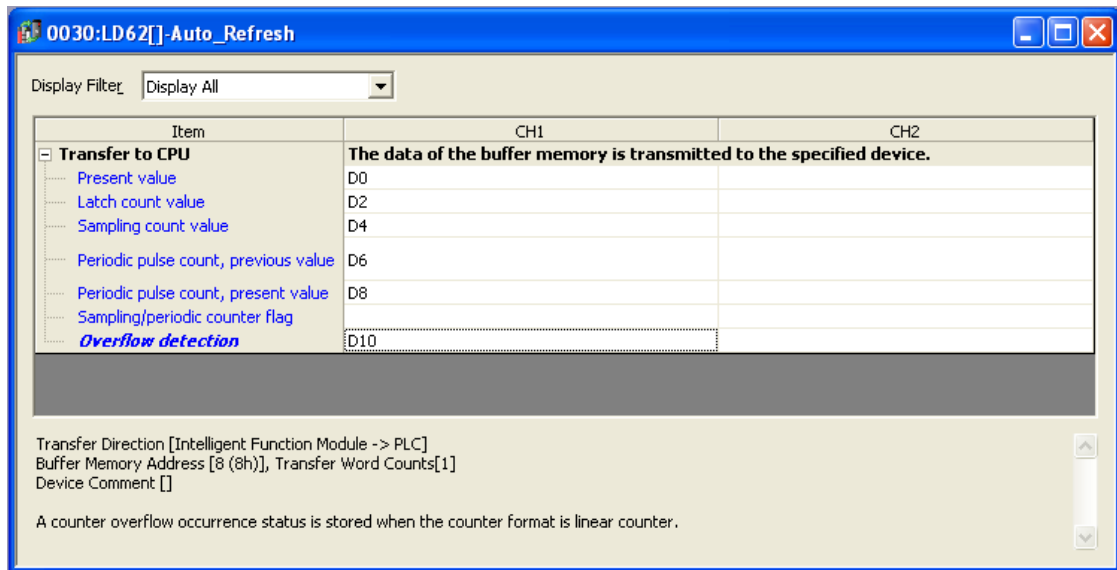 0030:LD62[]-Auto_Refresh
Display Filter Display All
Item CH1 CH2
Transfer to CPU The data of the buffer memory is transmitted to the specified device.
Present value D0
Latch count value D2
Sampling count value D4
Periodic pulse count, previous value D6
Periodic pulse count, present value D8
Sampling/periodic counter flag
Overflow detection D10
Transfer Direction [Intelligent Function Module -> PLC]
Buffer Memory Address [8 (8h)], Transfer Word Counts[1]
Device Comment []
A counter overflow occurrence status is stored when the counter format is linear counter.